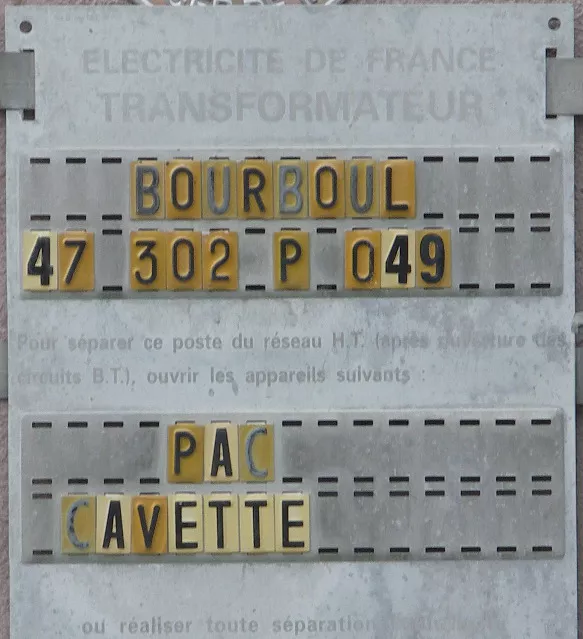 ELECTRICITE DE FRANCE
TRANSFORMATEUR
BOURBOUL
47 302 P 049
Pour séparer ce poste du réseau H.T. (après ouverture des
circuits B.T.), ouvrir les appareils suivants :
PAC
CAVETTE
ou réaliser toute séparation